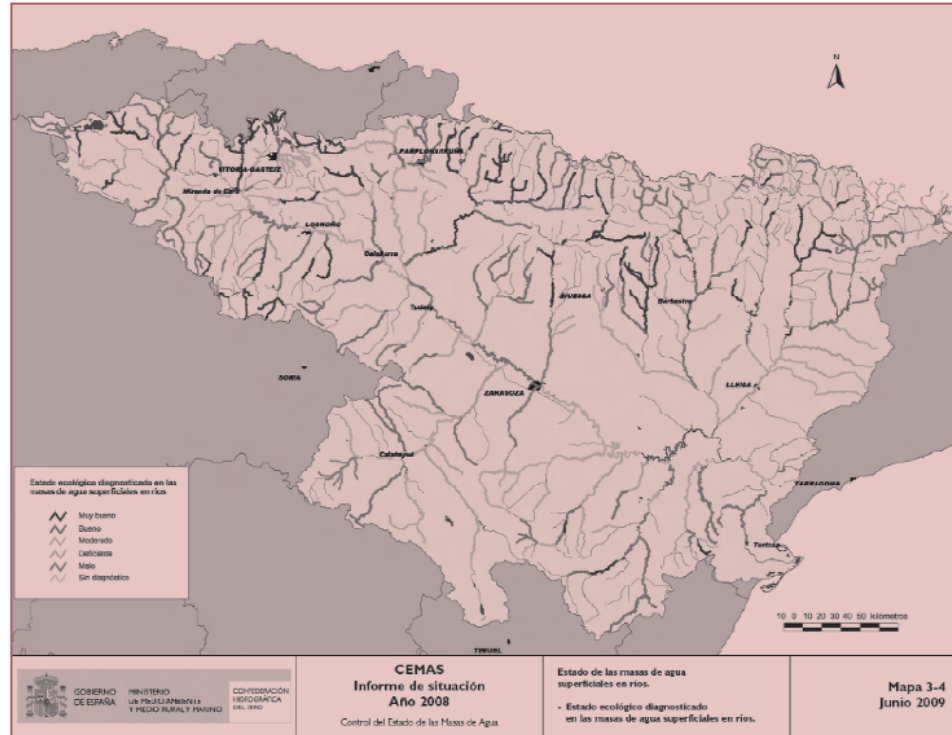 N
PAMPLONA/IRUÑA
VITORIA-GASTEIZ
Miranda de Ebro
LOGROÑO
Calahorra
HUESCA
Barbastro
Tudela
SORIA
LLEIDA
ZARAGOZA
Calatayud
TARRAGONA
Tortosa
TERUEL
Estado ecológico diagnosticado en las
masas de agua superficiales en ríos
Muy bueno
Bueno
Moderado
Deficiente
Malo
Sin diagnóstico
10 0 10 20 30 40 50 kilómetros
GOBIERNO
DE ESPAÑA
MINISTERIO
DE MEDIO AMBIENTE
Y MEDIO RURAL Y MARINO
CONFEDERACIÓN
HIDROGRÁFICA
DEL EBRO
CEMAS
Informe de situación
Año 2008
Control del Estado de las Masas de Agua
Estado de las masas de agua
superficiales en ríos.
- Estado ecológico diagnosticado
en las masas de agua superficiales en ríos.
Mapa 3-4
Junio 2009